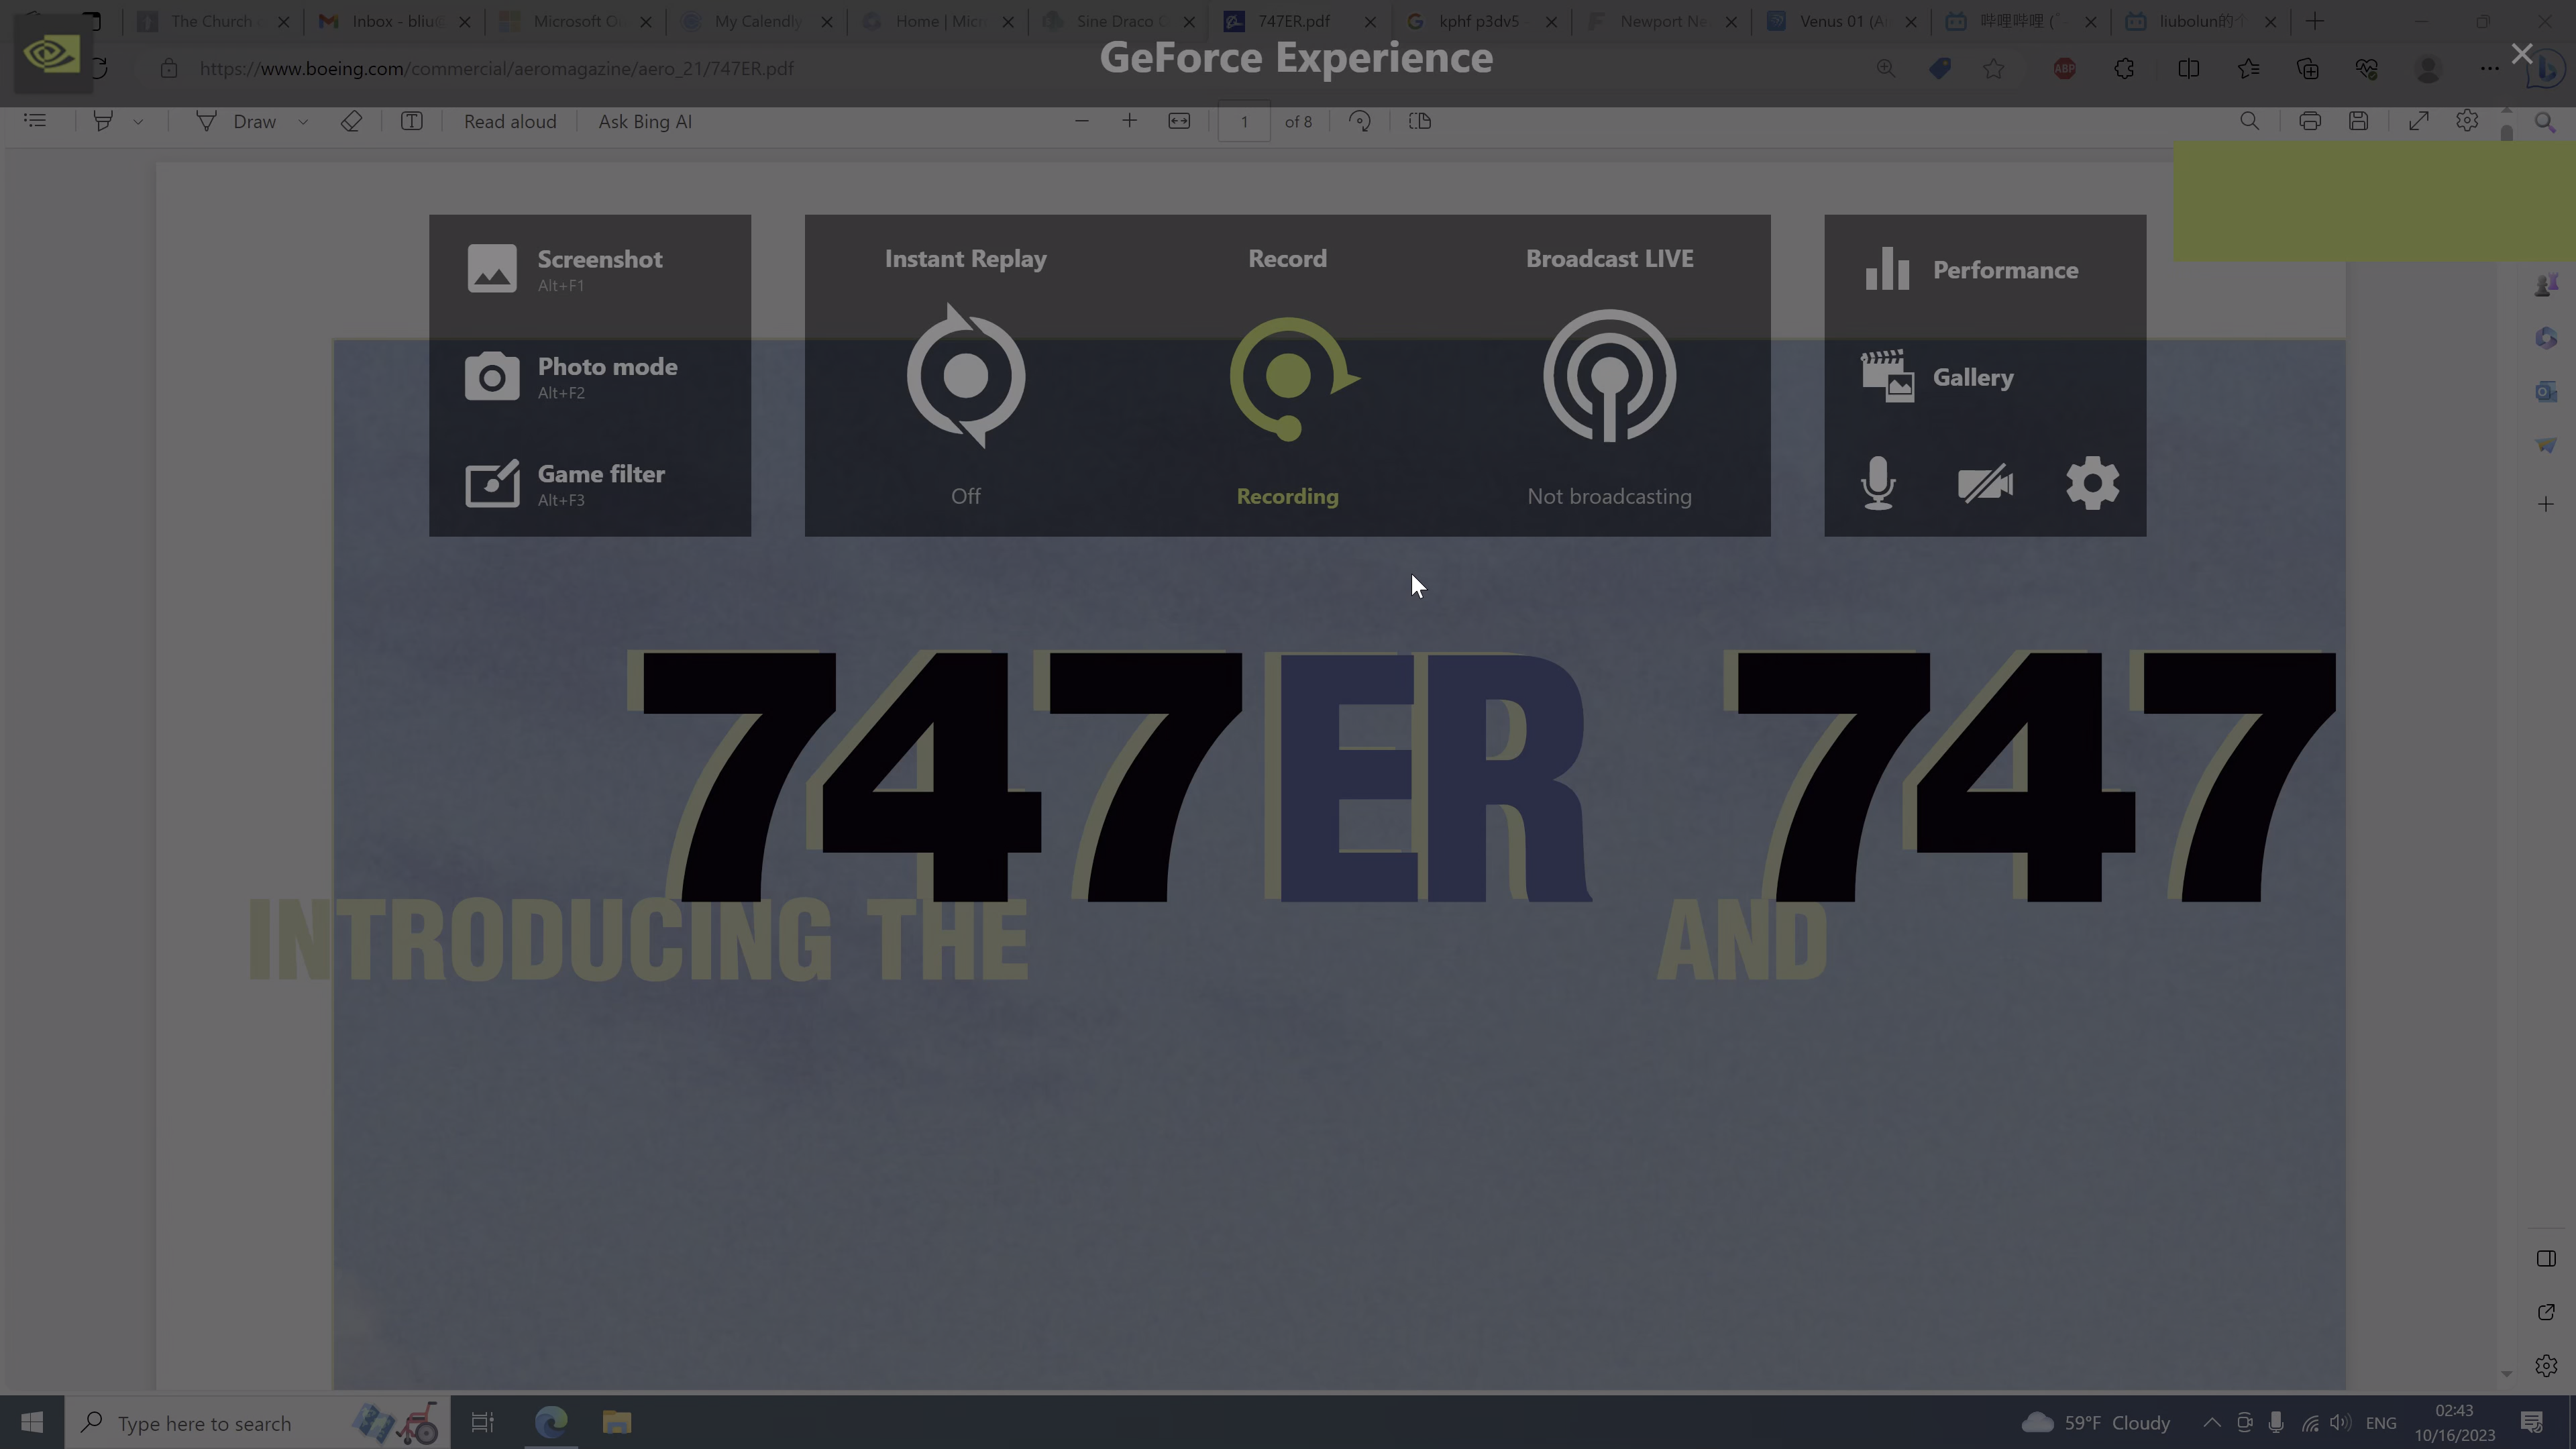 The Church
Inbox - bliu
Microsoft O
My Calendly
Home | Micr
Sine Draco
747ER.pdf
kphf p3dv5
Newport Ne
Venus 01 (A
哔哩哔哩 (゜-
liubolun的个
GeForce Experience
https://www.boeing.com/commercial/aeromagazine/aero_21/747ER.pdf
ABP
Draw
Read aloud
Ask Bing AI
1 of 8
Screenshot
Alt+F1
Photo mode
Alt+F2
Game filter
Alt+F3
Instant Replay
Record
Broadcast LIVE
Off
Recording
Not broadcasting
Performance
Gallery
747ER 747
INTRODUCING THE AND
Type here to search
59°F Cloudy
ENG
02:43
10/16/2023